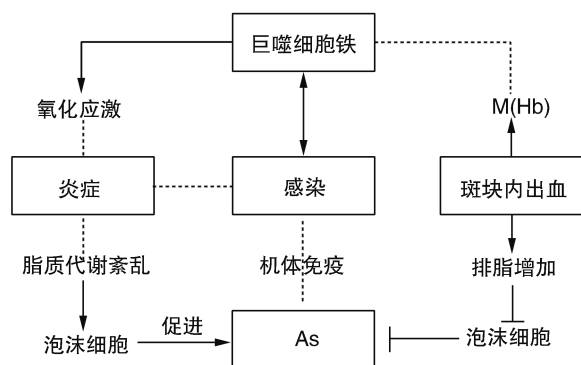 巨噬细胞铁
氧化应激
M(Hb)
炎症
感染
斑块内出血
脂质代谢紊乱
机体免疫
排脂增加
泡沫细胞
促进
As
泡沫细胞